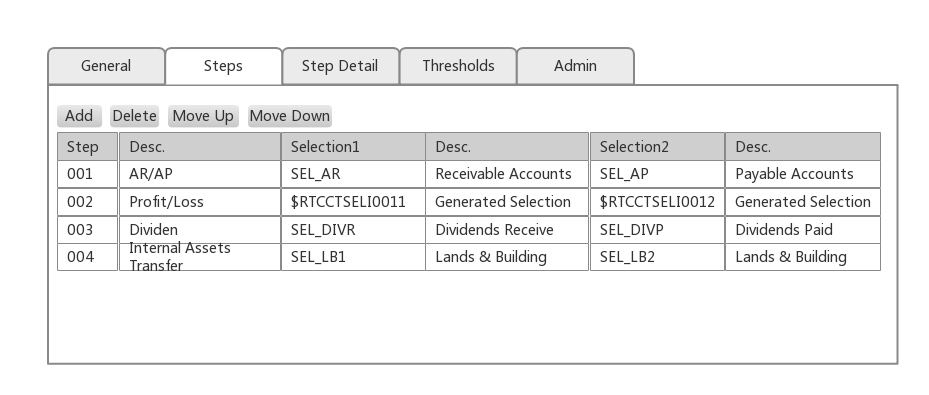 General Steps Step Detail Thresholds Admin
Add Delete Move Up Move Down
Step Desc. Selection1 Desc. Selection2 Desc.
001 AR/AP SEL_AR Receivable Accounts SEL_AP Payable Accounts
002 Profit/Loss $RTCCTSELI0011 Generated Selection $RTCCTSELI0012 Generated Selection
003 Dividen SEL_DIVR Dividends Receive SEL_DIVP Dividends Paid
004 Internal Assets Transfer SEL_LB1 Lands & Building SEL_LB2 Lands & Building